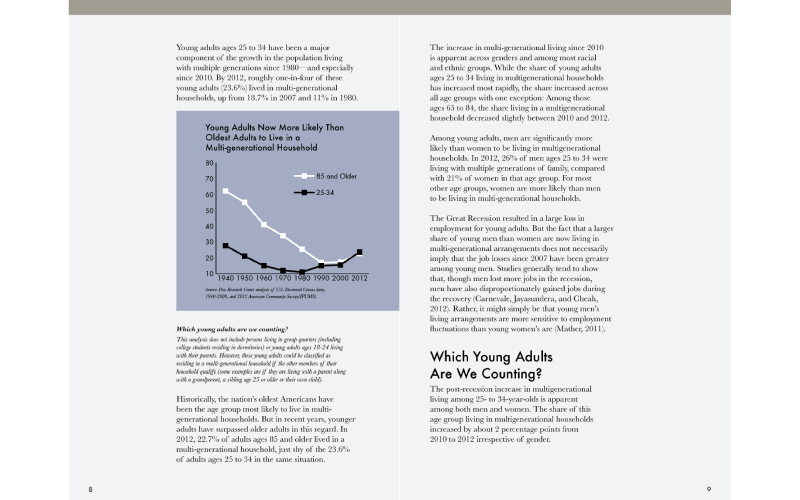 Young adults ages 25 to 34 have been a major
component of the growth in the population living
with multiple generations since 1980—and especially
since 2010. By 2012, roughly one-in-four of these
young adults (23.6%) lived in multi-generational
households, up from 18.7% in 2007 and 11% in 1980.
Young Adults Now More Likely Than
Oldest Adults to Live in a
Multi-generational Household
80
70
60
50
40
30
20
10
85 and Older
25-34
1940 1950 1960 1970 1980 1990 2000 2012
Source: Pew Research Center analysis of U.S. Decennial Census data,
1940-2000, and 2012 American Community Survey(IPUMS)
Which young adults are we counting?
This analysis does not include persons living in group quarters (including
college students residing in dormitories) or young adults ages 18-24 living
with their parents. However, these young adults could be classified as
residing in a multi-generational household if the other members of their
household qualify (some examples are if they are living with a parent along
with a grandparent, a sibling age 25 or older or their own child).
Historically, the nation's oldest Americans have
been the age group most likely to live in multi-
generational households. But in recent years, younger
adults have surpassed older adults in this regard. In
2012, 22.7% of adults ages 85 and older lived in a
multi-generational household, just shy of the 23.6%
of adults ages 25 to 34 in the same situation.
8
The increase in multi-generational living since 2010
is apparent across genders and among most racial
and ethnic groups. While the share of young adults
ages 25 to 34 living in multigenerational households
has increased most rapidly, the share increased across
all age groups with one exception: Among those
ages 65 to 84, the share living in a multigenerational
household decreased slightly between 2010 and 2012.
Among young adults, men are significantly more
likely than women to be living in multigenerational
households. In 2012, 26% of men ages 25 to 34 were
living with multiple generations of family, compared
with 21% of women in that age group. For most
other age groups, women are more likely than men
to be living in multigenerational households.
The Great Recession resulted in a large loss in
employment for young adults. But the fact that a larger
share of young men than women are now living in
multi-generational arrangements does not necessarily
imply that the job losses since 2007 have been greater
among young men. Studies generally tend to show
that, though men lost more jobs in the recession,
men have also disproportionately gained jobs during
the recovery (Carnevale, Jayasundera, and Cheah,
2012). Rather, it might simply be that young men's
living arrangements are more sensitive to employment
fluctuations than young women's are (Mather, 2011).
Which Young Adults
Are We Counting?
The post-recession increase in multigenerational
living among 25- to 34-year-olds is apparent
among both men and women. The share of this
age group living in multigenerational households
increased by about 2 percentage points from
2010 to 2012 irrespective of gender.
9